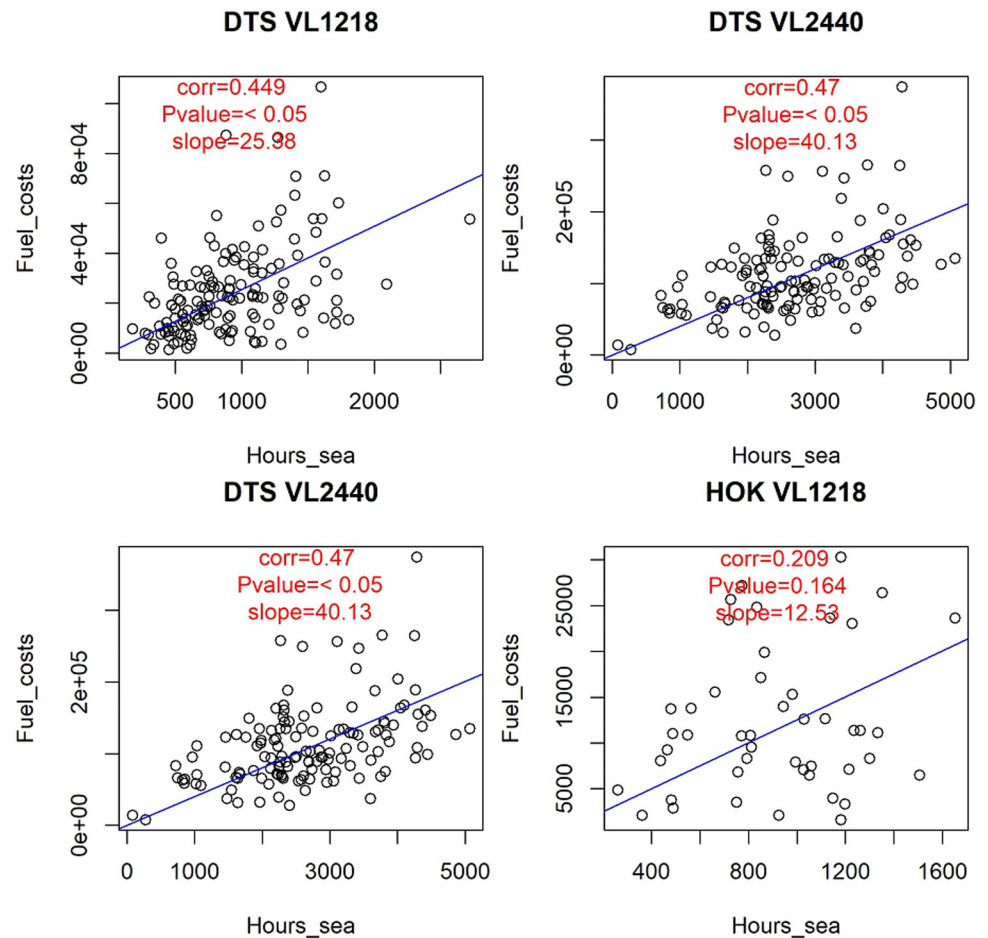 DTS VL1218
corr=0.449
Pvalue=< 0.05
slope=25.98
Fuel_costs
8e+04
4e+04
0e+00
500 1000 2000
Hours_sea
DTS VL2440
corr=0.47
Pvalue=< 0.05
slope=40.13
Fuel_costs
2e+05
0e+00
0 1000 3000 5000
Hours_sea
DTS VL2440
corr=0.47
Pvalue=< 0.05
slope=40.13
Fuel_costs
2e+05
0e+00
0 1000 3000 5000
Hours_sea
HOK VL1218
corr=0.209
Pvalue=0.164
slope=12.53
Fuel_costs
25000
15000
5000
400 800 1200 1600
Hours_sea